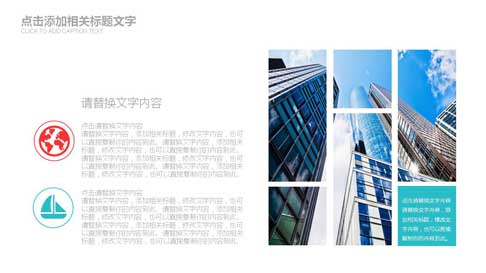 点击添加相关标题文字
CLICK TO ADD CAPTION TEXT
请替换文字内容
点击请替换文字内容
请替换文字内容，添加相关标题，修改文字内容，也可
以直接复制你的内容到此。请替换文字内容，添加相关
标题，修改文字内容，也可以直接复制你的内容到此。
请替换文字内容，添加相关标题，修改文字内容，也可
以直接复制你的内容到此。
点击请替换文字内容
请替换文字内容，添加相关标题，修改文字内容，也可
以直接复制你的内容到此。请替换文字内容，添加相关
标题，修改文字内容，也可以直接复制你的内容到此。
请替换文字内容，添加相关标题，修改文字内容，也可
以直接复制你的内容到此。
点击请替换文字内容
请替换文字内容，添
加相关标题，修改文
字内容，也可以直接
复制你的内容到此。